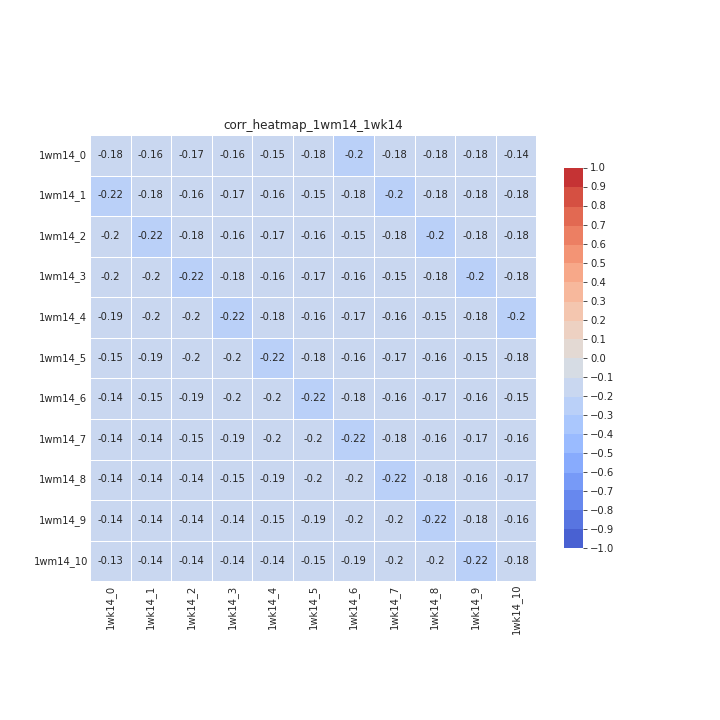 corr_heatmap_1wm14_1wk14
1wm14_0 -0.18 -0.16 -0.17 -0.16 -0.15 -0.18 -0.2 -0.18 -0.18 -0.18 -0.14
1wm14_1 -0.22 -0.18 -0.16 -0.17 -0.16 -0.15 -0.18 -0.2 -0.18 -0.18 -0.18
1wm14_2 -0.2 -0.22 -0.18 -0.16 -0.17 -0.16 -0.15 -0.18 -0.2 -0.18 -0.18
1wm14_3 -0.2 -0.2 -0.22 -0.18 -0.16 -0.17 -0.16 -0.15 -0.18 -0.2 -0.18
1wm14_4 -0.19 -0.2 -0.2 -0.22 -0.18 -0.16 -0.17 -0.16 -0.15 -0.18 -0.2
1wm14_5 -0.15 -0.19 -0.2 -0.2 -0.22 -0.18 -0.16 -0.17 -0.16 -0.15 -0.18
1wm14_6 -0.14 -0.15 -0.19 -0.2 -0.2 -0.22 -0.18 -0.16 -0.17 -0.16 -0.15
1wm14_7 -0.14 -0.14 -0.15 -0.19 -0.2 -0.2 -0.22 -0.18 -0.16 -0.17 -0.16
1wm14_8 -0.14 -0.14 -0.14 -0.15 -0.19 -0.2 -0.2 -0.22 -0.18 -0.16 -0.17
1wm14_9 -0.14 -0.14 -0.14 -0.14 -0.15 -0.19 -0.2 -0.2 -0.22 -0.18 -0.16
1wm14_10 -0.13 -0.14 -0.14 -0.14 -0.14 -0.15 -0.19 -0.2 -0.2 -0.22 -0.18
1wk14_0 1wk14_1 1wk14_2 1wk14_3 1wk14_4 1wk14_5 1wk14_6 1wk14_7 1wk14_8 1wk14_9 1wk14_10
1.0
0.9
0.8
0.7
0.6
0.5
0.4
0.3
0.2
0.1
0.0
−0.1
−0.2
−0.3
−0.4
−0.5
−0.6
−0.7
−0.8
−0.9
−1.0